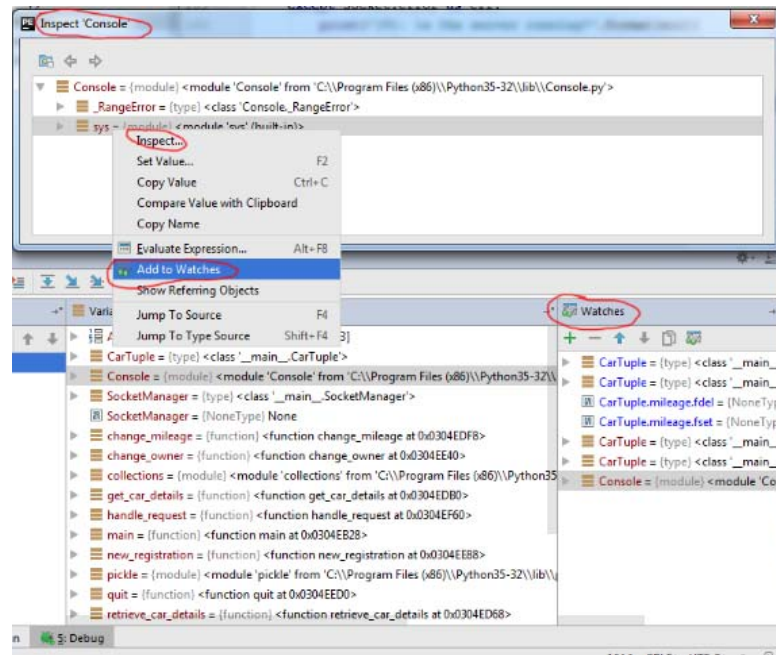 Inspect 'Console'
Console = {module} <module 'Console' from 'C:\\Program Files (x86)\\Python35-32\\lib\\Console.py'>
_RangeError = {type} <class 'Console._RangeError'>
sys = {module} <module 'sys' (built-in)>
Inspect...
Set Value... F2
Copy Value Ctrl+C
Compare Value with Clipboard
Copy Name
Evaluate Expression... Alt+F8
Add to Watches
Show Referring Objects
Jump To Source F4
Jump To Type Source Shift+F4
Varia
3]
CarTuple = {type} <class '__main__.CarTuple'>
Console = {module} <module 'Console' from 'C:\\Program Files (x86)\\Python35-32\\
SocketManager = {type} <class '__main__.SocketManager'>
SocketManager = {NoneType} None
change_mileage = {function} <function change_mileage at 0x0304EDF8>
change_owner = {function} <function change_owner at 0x0304EE40>
collections = {module} <module 'collections' from 'C:\\Program Files (x86)\\Python35
get_car_details = {function} <function get_car_details at 0x0304EDB0>
handle_request = {function} <function handle_request at 0x0304EF60>
main = {function} <function main at 0x0304EB28>
new_registration = {function} <function new_registration at 0x0304EE88>
pickle = {module} <module 'pickle' from 'C:\\Program Files (x86)\\Python35-32\\lib\\
quit = {function} <function quit at 0x0304EED0>
retrieve_car_details = {function} <function retrieve_car_details at 0x0304ED68>
Watches
CarTuple = {type} <class '__main_
CarTuple = {type} <class '__main_
CarTuple.mileage.fdel = {NoneTyp
CarTuple.mileage.fset = {NoneTyp
CarTuple = {type} <class '__main_
CarTuple = {type} <class '__main_
Console = {module} <module 'Co
5: Debug